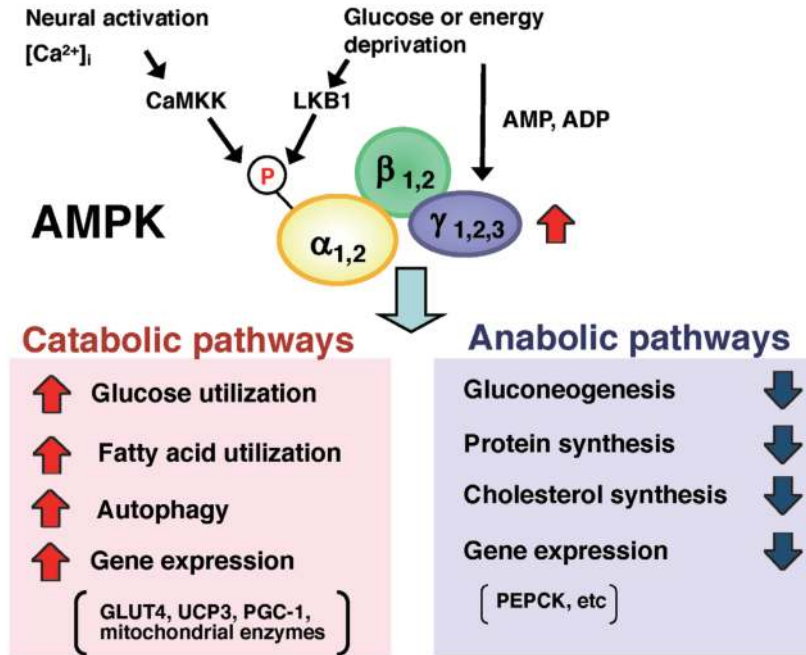 Neural activation
[Ca²⁺]ᵢ
Glucose or energy
deprivation
CaMKK
LKB1
AMP, ADP
P
β 1,2
AMPK
α1,2
γ 1,2,3
Catabolic pathways
Glucose utilization
Fatty acid utilization
Autophagy
Gene expression
GLUT4, UCP3, PGC-1,
mitochondrial enzymes
Anabolic pathways
Gluconeogenesis
Protein synthesis
Cholesterol synthesis
Gene expression
PEPCK, etc